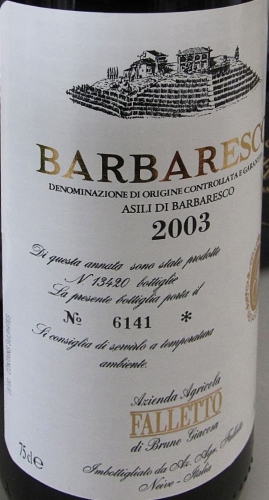 BARBARESCO
DENOMINAZIONE DI ORIGINE CONTROLLATA E GARANTITA
ASILI DI BARBARESCO
2003
Di questa annata sono state prodotte
N 13420 bottiglie
La presente bottiglia porta il
№ 6141 *
Si consiglia di servirlo a temperatura
ambiente.
Azienda Agricola
FALLETTO
di Bruno Giacosa
Imbottigliato da Az. Agr. Falletto
Neive - Italia
75cl e